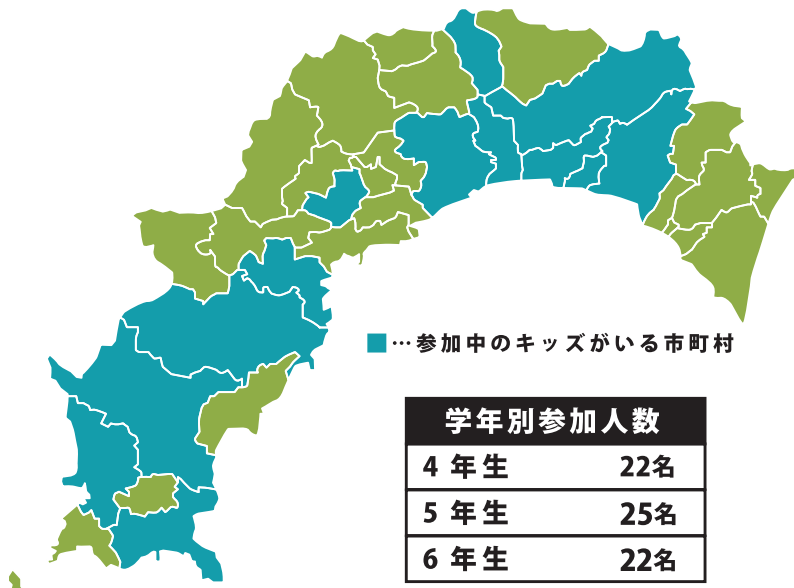 ■…参加中のキッズがいる市町村
学年別参加人数
4 年生 22名
5 年生 25名
6 年生 22名